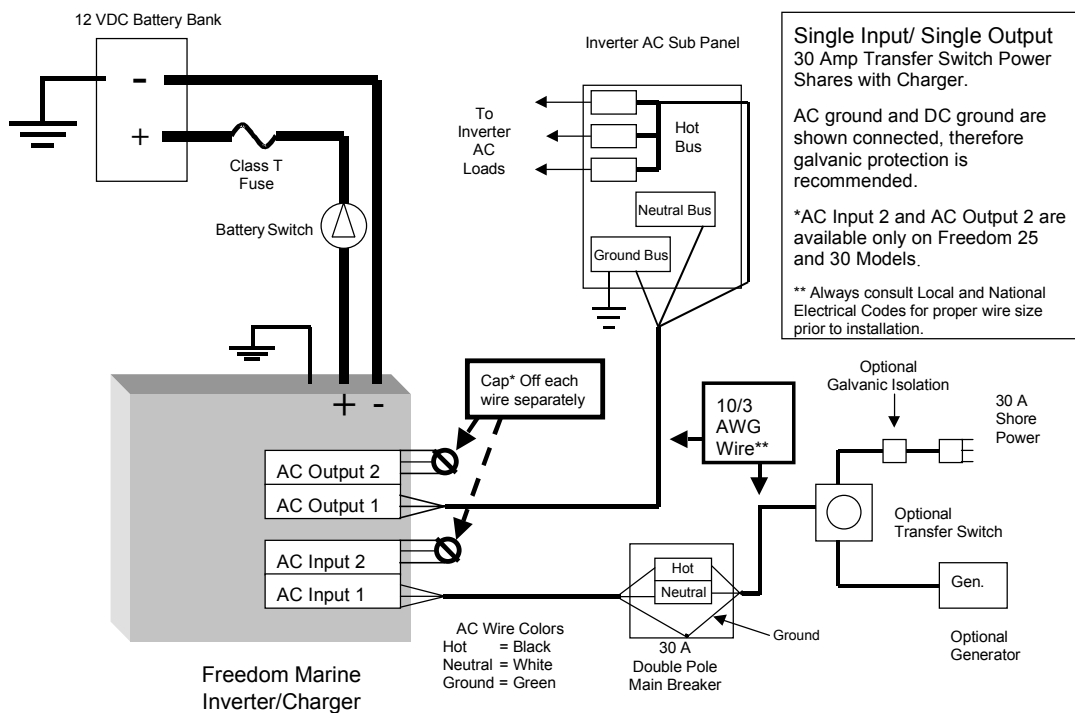 12 VDC Battery Bank
-
+
Class T
Fuse
Battery Switch
Inverter AC Sub Panel
To
Inverter
AC
Loads
Hot
Bus
Neutral Bus
Ground Bus
Single Input/ Single Output
30 Amp Transfer Switch Power
Shares with Charger.
AC ground and DC ground are
shown connected, therefore
galvanic protection is
recommended.
*AC Input 2 and AC Output 2 are
available only on Freedom 25
and 30 Models.
** Always consult Local and National
Electrical Codes for proper wire size
prior to installation.
+ -
Cap* Off each
wire separately
10/3
AWG
Wire**
Optional
Galvanic Isolation
30 A
Shore
Power
AC Output 2
AC Output 1
AC Input 2
AC Input 1
Optional
Transfer Switch
Hot
Neutral
Ground
Gen.
Optional
Generator
AC Wire Colors
Hot = Black
Neutral = White
Ground = Green
30 A
Double Pole
Main Breaker
Freedom Marine
Inverter/Charger